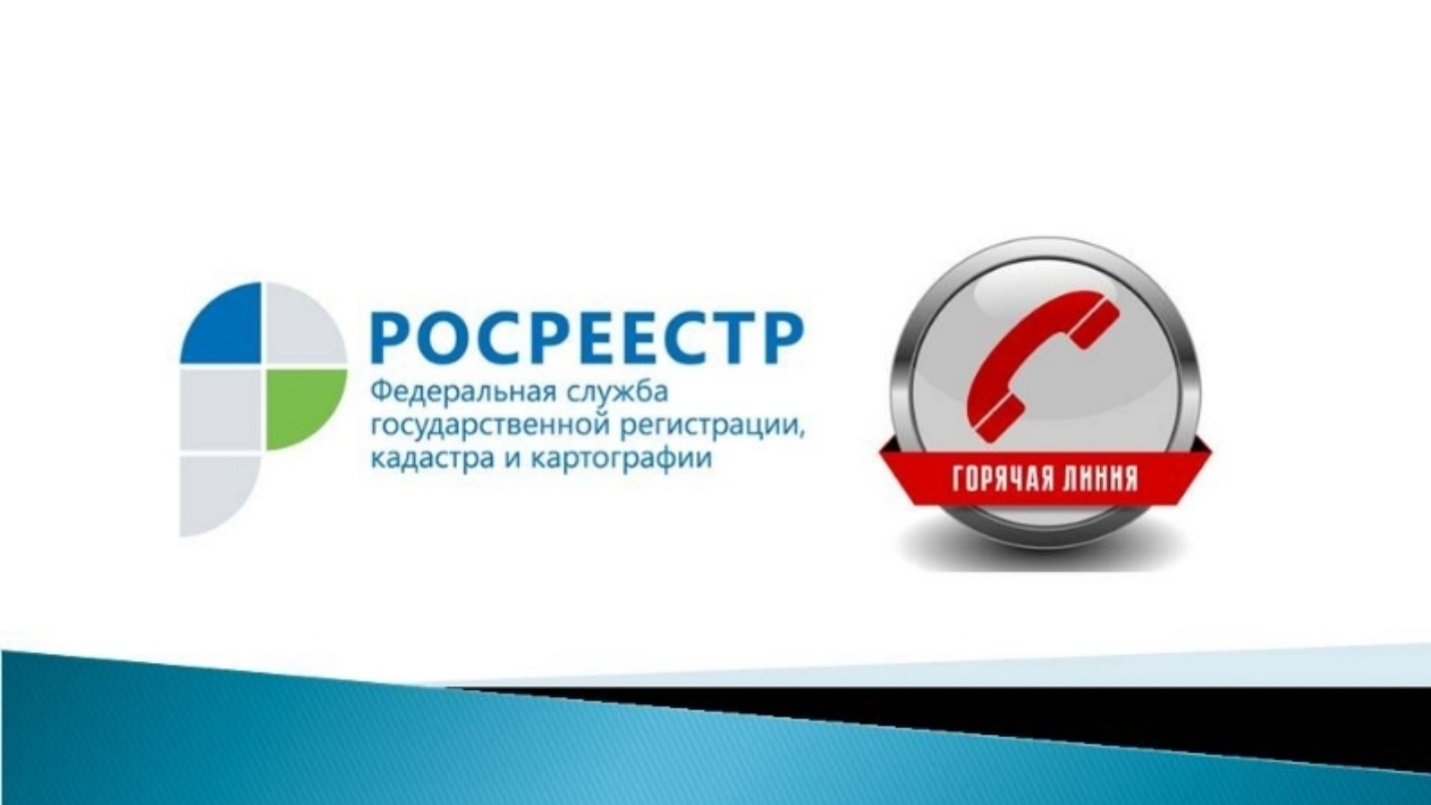 РОСРЕЕСТР
Федеральная служба
государственной регистрации,
кадастра и картографии
ГОРЯЧАЯ ЛИНИЯ